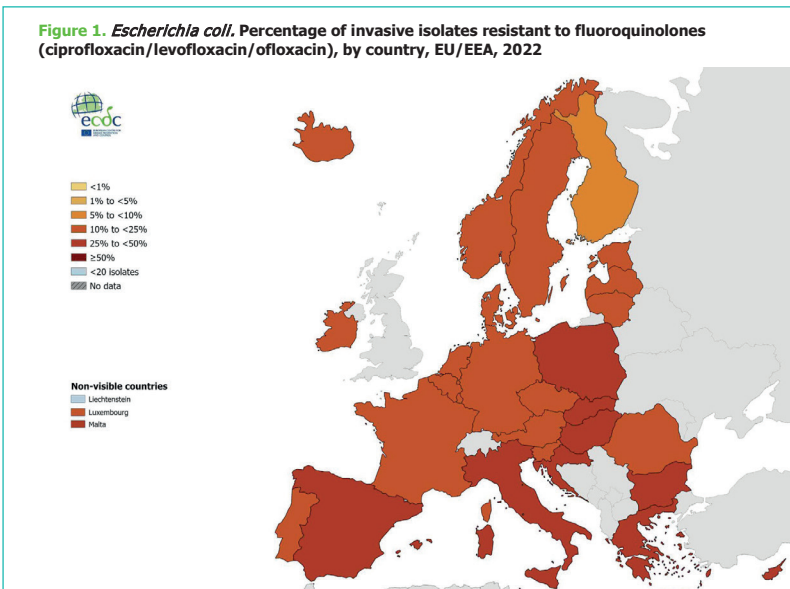 Figure 1. Escherichia coli. Percentage of invasive isolates resistant to fluoroquinolones
(ciprofloxacin/levofloxacin/ofloxacin), by country, EU/EEA, 2022
ecdc
<1%
1% to <5%
5% to <10%
10% to <25%
25% to <50%
≥50%
<20 isolates
No data
Non-visible countries
Liechtenstein
Luxembourg
Malta